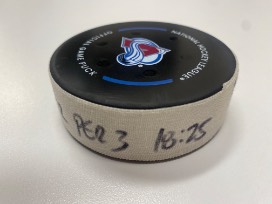 OFFICIAL GAME PUCK
NATIONAL HOCKEY LEAGUE
PER 3 18:25